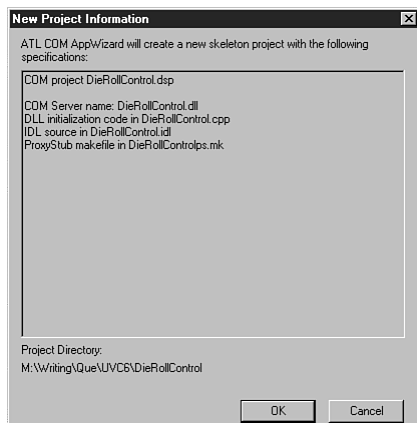 New Project Information
ATL COM AppWizard will create a new skeleton project with the following
specifications:
COM project DieRollControl.dsp
COM Server name: DieRollControl.dll
DLL initialization code in DieRollControl.cpp
IDL source in DieRollControl.idl
ProxyStub makefile in DieRollControlps.mk
Project Directory:
M:\Writing\Que\UVC6\DieRollControl
OK
Cancel